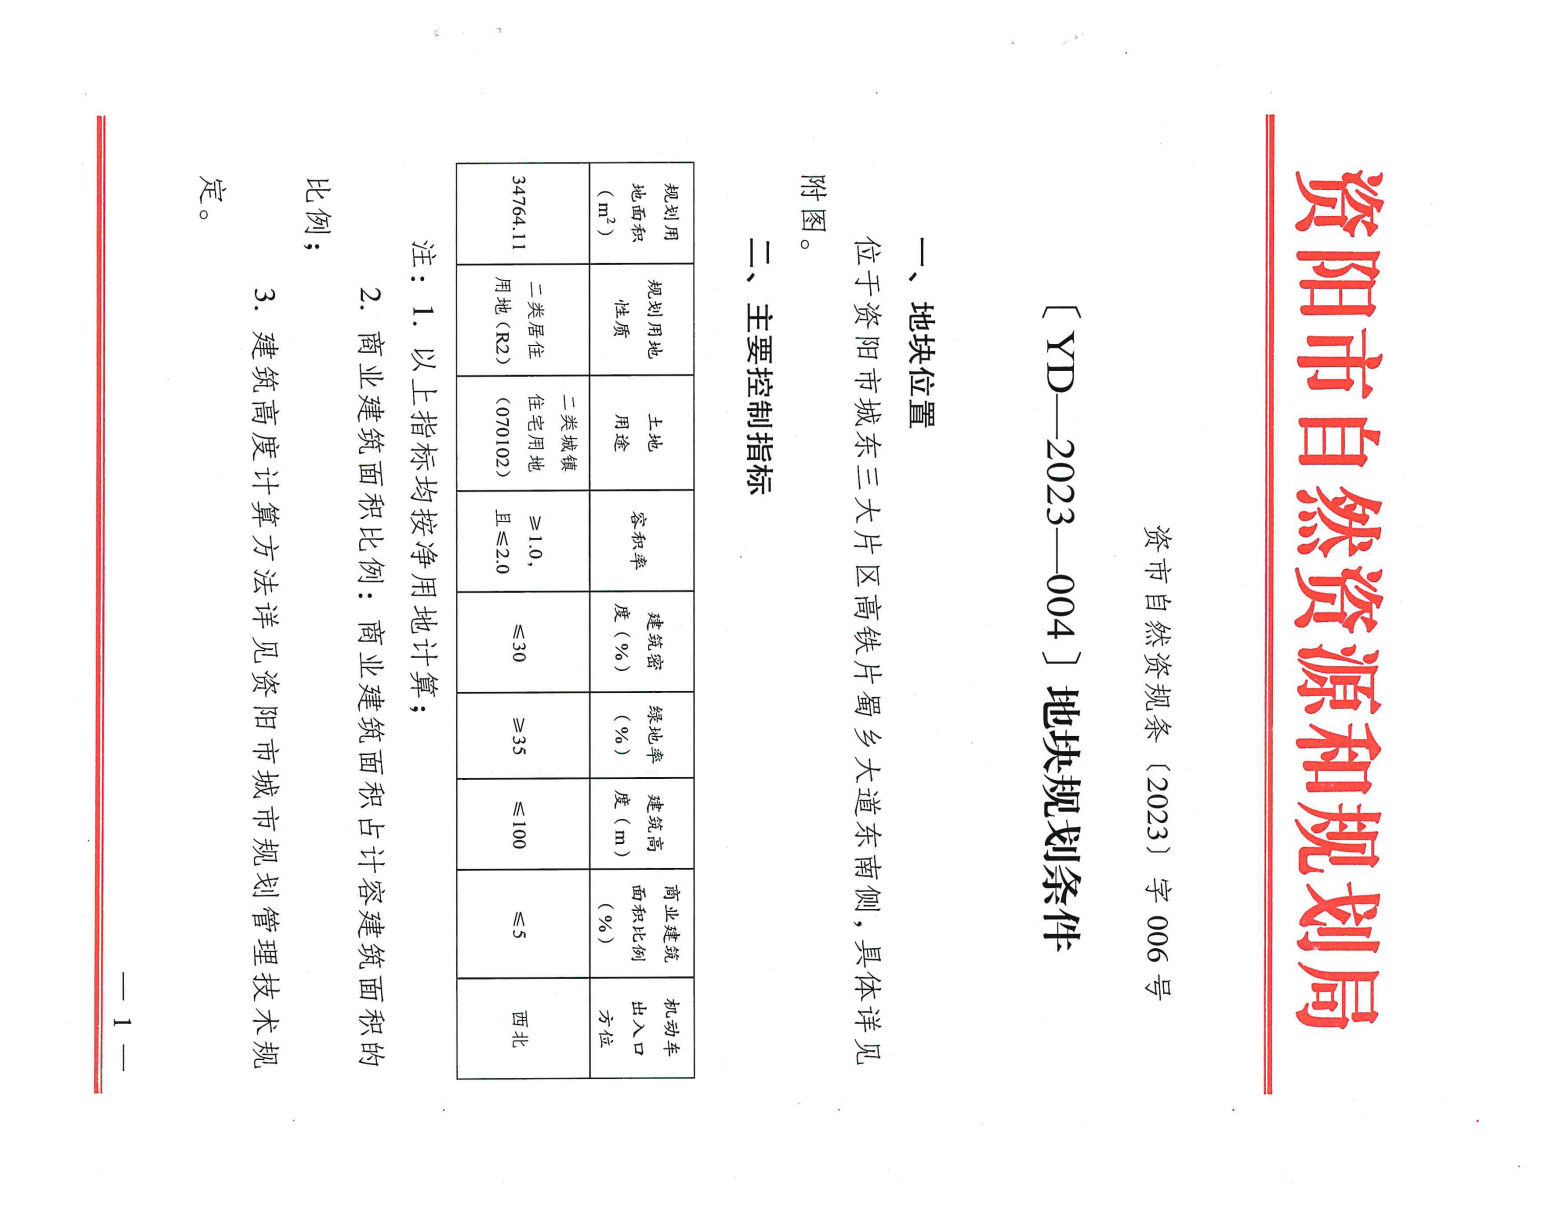 资阳市自然资源和规划局
资市自然资规条〔2023〕字 006 号
〔YD—2023—004〕地块规划条件
一、地块位置
位于资阳市城东三大片区高铁片蜀乡大道东南侧，具体详见
附图。
二、主要控制指标
规划用
地面积
（m²）
规划用地
性质
土地
用途
容积率
建筑密
度（%）
绿地率
（%）
建筑高
度（m）
商业建筑
面积比例
（%）
机动车
出入口
方位
34764.11
二类居住
用地（R2）
二类城镇
住宅用地
（070102）
≥1.0,
且≤2.0
≤30
≥35
≤100
≤5
西北
注：1. 以上指标均按净用地计算；
2. 商业建筑面积比例：商业建筑面积占计容建筑面积的
比例；
3. 建筑高度计算方法详见资阳市城市规划管理技术规
定。
— 1 —